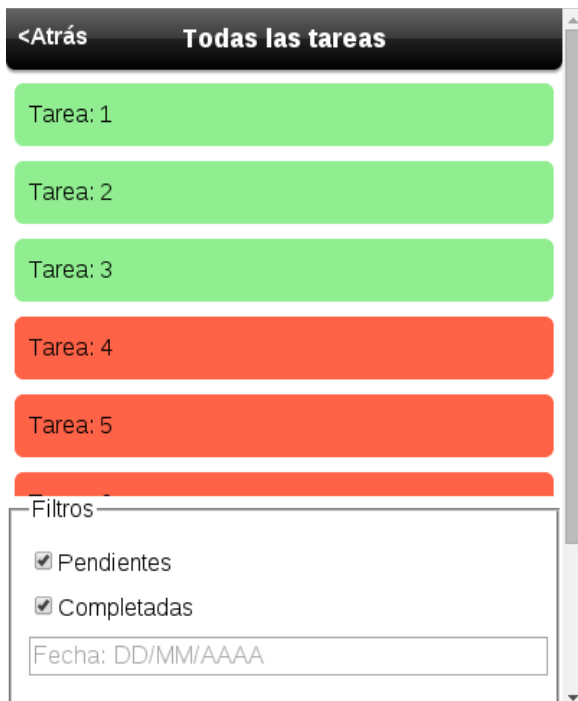 <Atrás
Todas las tareas
Tarea: 1
Tarea: 2
Tarea: 3
Tarea: 4
Tarea: 5
Filtros
Pendientes
Completadas
Fecha: DD/MM/AAAA